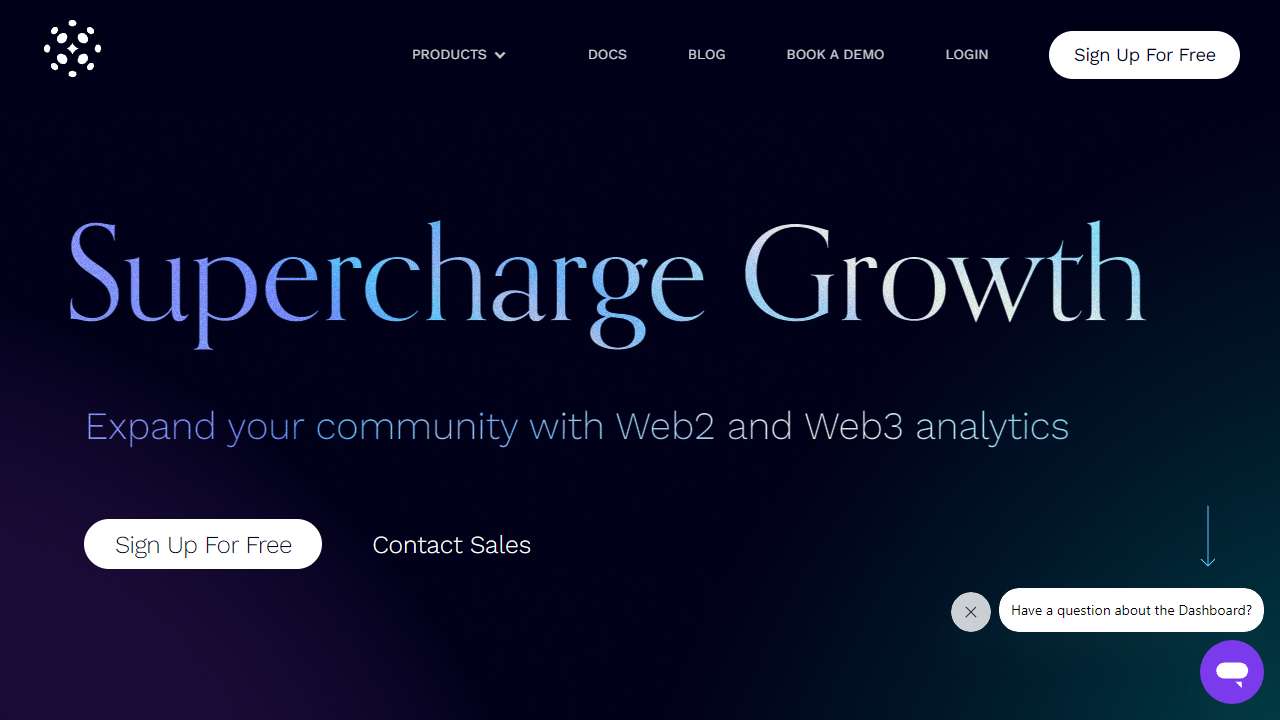 PRODUCTS
DOCS
BLOG
BOOK A DEMO
LOGIN
Sign Up For Free
Supercharge Growth
Expand your community with Web2 and Web3 analytics
Sign Up For Free
Contact Sales
Have a question about the Dashboard?